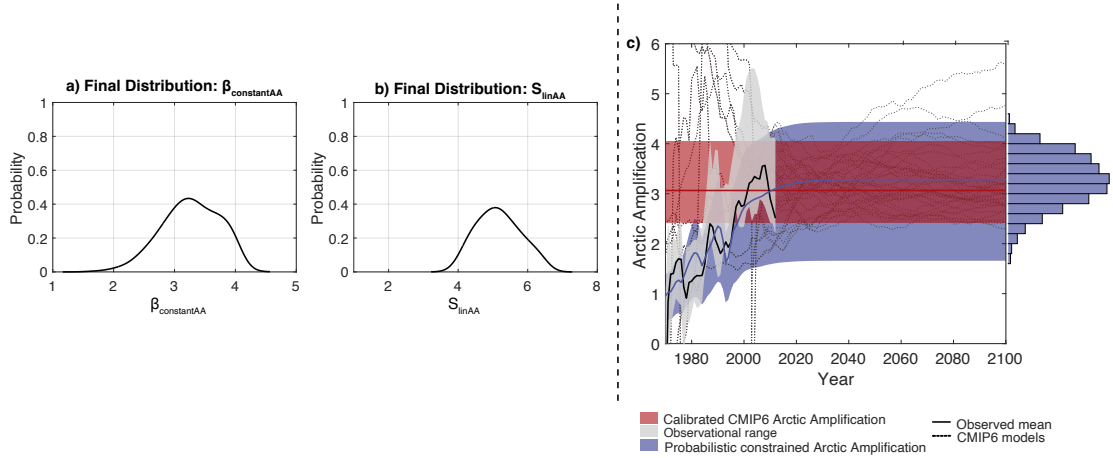 a) Final Distribution: βconstantAA
Probability
1
0.8
0.6
0.4
0.2
0
1 2 3 4 5
βconstantAA
b) Final Distribution: SlinAA
Probability
1
0.8
0.6
0.4
0.2
0
2 4 6 8
SlinAA
c)
Arctic Amplification
6
5
4
3
2
1
0
1980 2000 2020 2040 2060 2080 2100
Year
Calibrated CMIP6 Arctic Amplification
Observational range
Probabilistic constrained Arctic Amplification
Observed mean
CMIP6 models